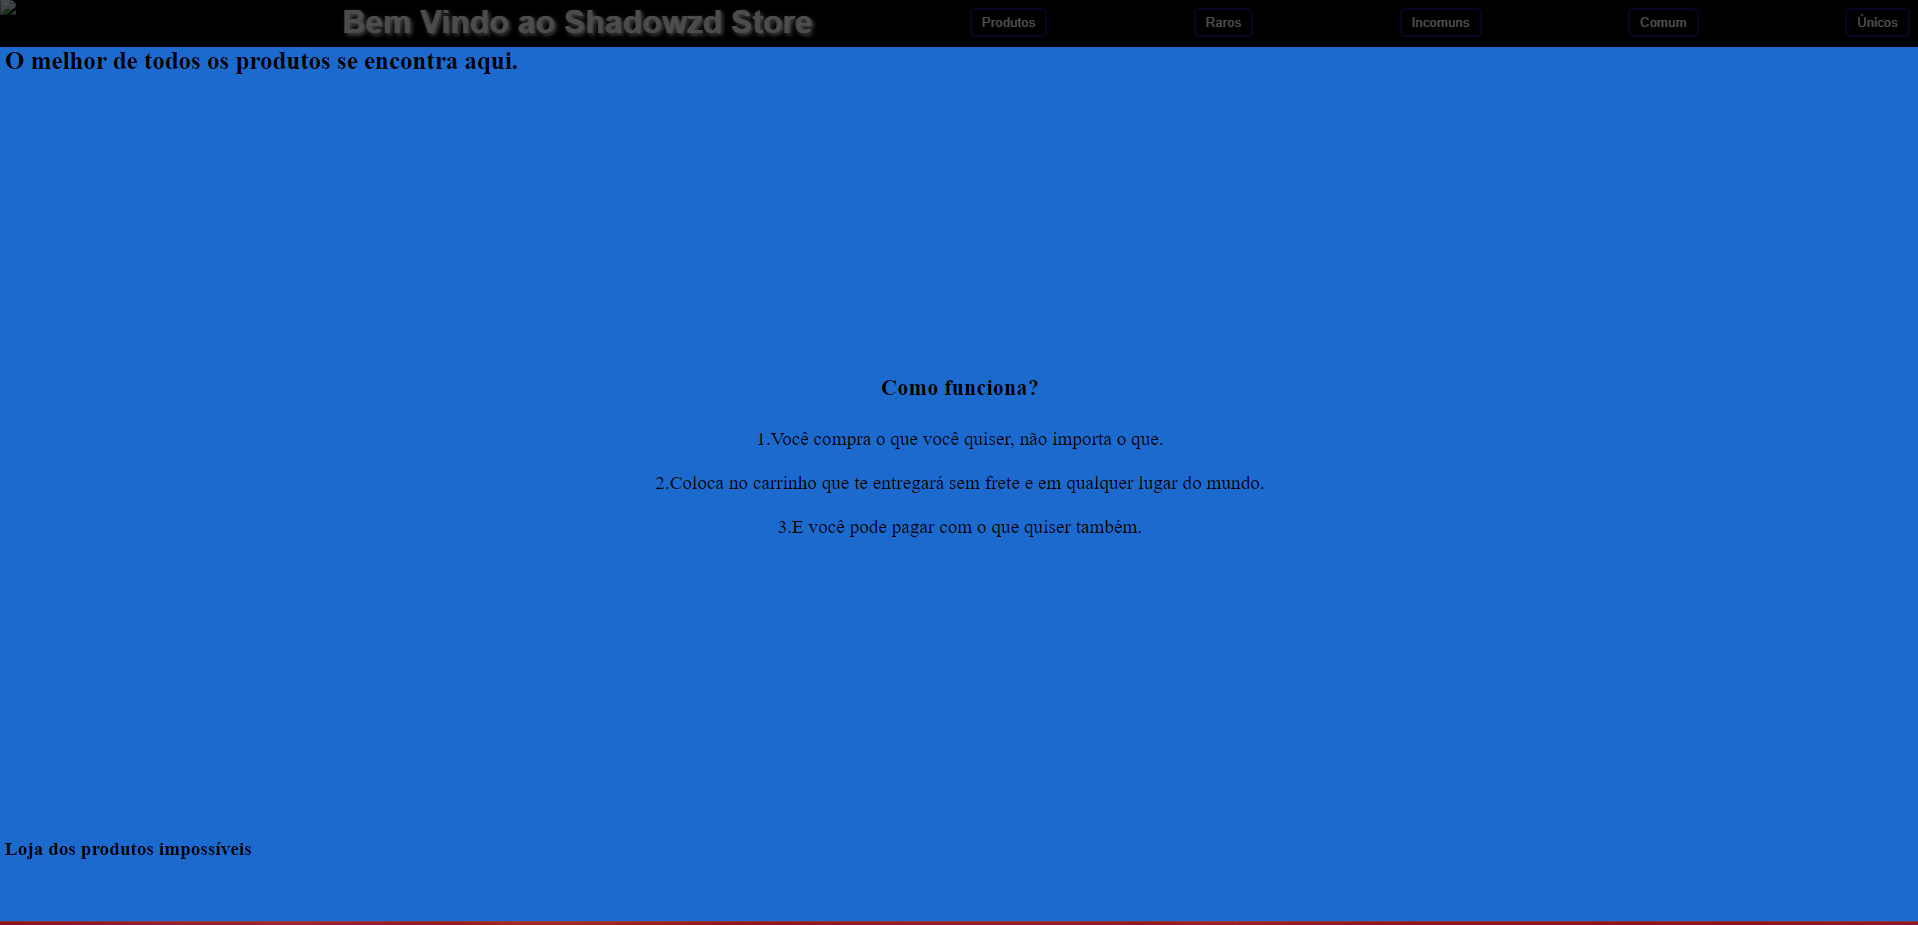 Bem Vindo ao Shadowzd Store
Produtos
Raros
Incomuns
Comum
Únicos
O melhor de todos os produtos se encontra aqui.
Como funciona?
1.Você compra o que você quiser, não importa o que.
2.Coloca no carrinho que te entregará sem frete e em qualquer lugar do mundo.
3.E você pode pagar com o que quiser também.
Loja dos produtos impossíveis